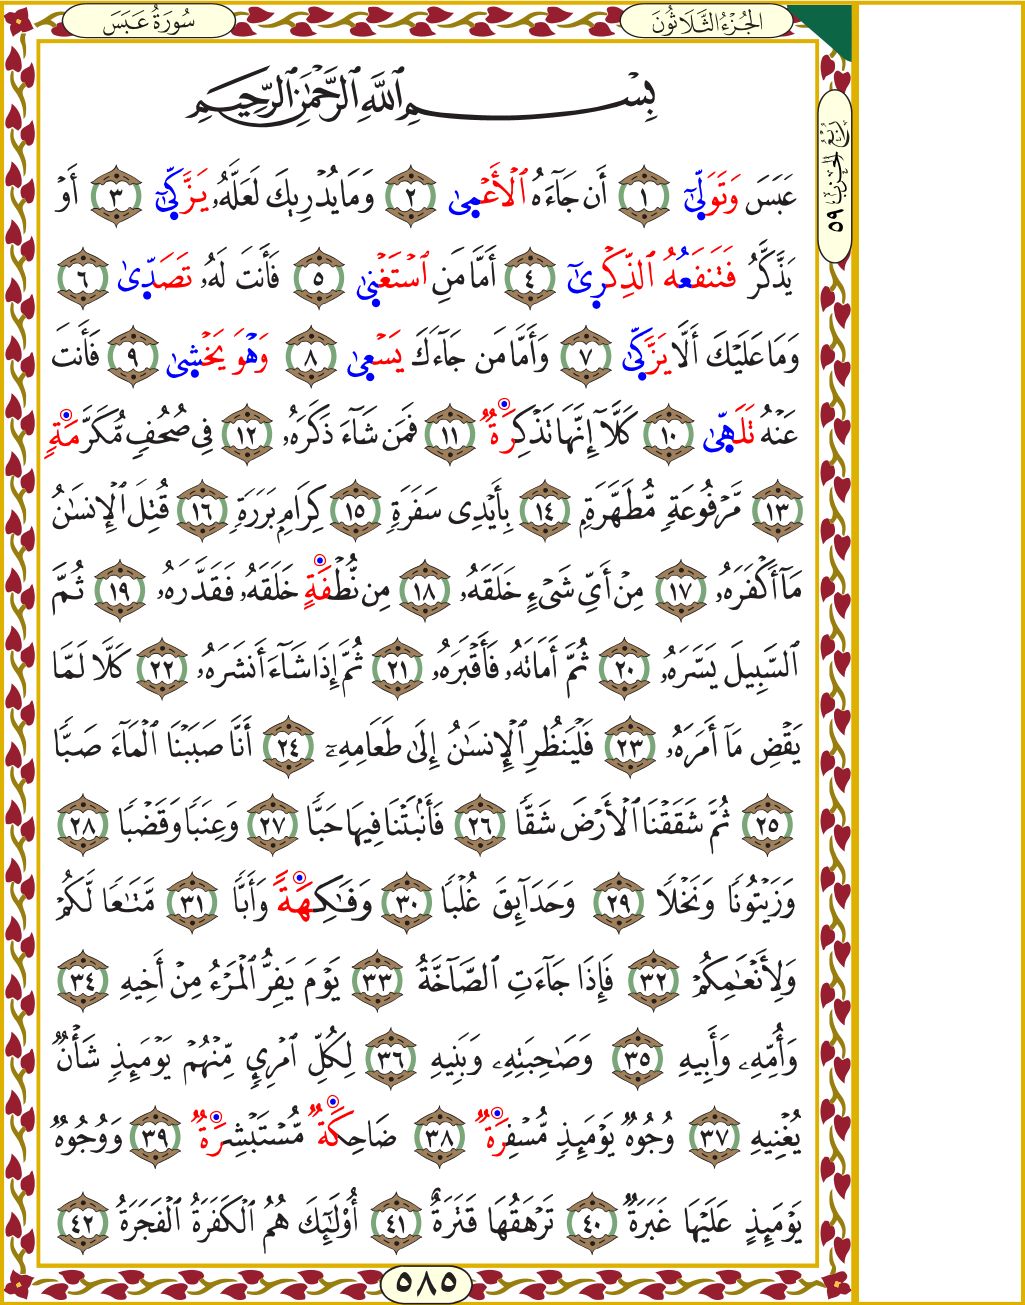 الجُزْءُ الثَّلَاثُونَ
سُورَةُ عَبَسَ
رُبْعُ الحِزْبِ ٥٩
بِسْمِ ٱللَّهِ ٱلرَّحْمَٰنِ ٱلرَّحِيمِ
عَبَسَ وَتَوَلَّىٰٓ ١ أَن جَآءَهُ ٱلْأَعْمَىٰ ٢ وَمَا يُدْرِيكَ لَعَلَّهُۥ يَزَّكَّىٰٓ ٣ أَوْ
يَذَّكَّرُ فَتَنفَعُهُ ٱلذِّكْرَىٰٓ ٤ أَمَّا مَنِ ٱسْتَغْنَىٰ ٥ فَأَنتَ لَهُۥ تَصَدَّىٰ ٦
وَمَا عَلَيْكَ أَلَّا يَزَّكَّىٰ ٧ وَأَمَّا مَن جَآءَكَ يَسْعَىٰ ٨ وَهْوَ يَخْشَىٰ ٩ فَأَنتَ
عَنْهُ تَلَهَّىٰ ١٠ كَلَّآ إِنَّهَا تَذْكِرَةٌ ١١ فَمَن شَآءَ ذَكَرَهُۥ ١٢ فِى صُحُفٍ مُّكَرَّمَةٍ
١٣ مَّرْفُوعَةٍ مُّطَهَّرَةٍۭ ١٤ بِأَيْدِى سَفَرَةٍ ١٥ كِرَامٍۭ بَرَرَةٍ ١٦ قُتِلَ ٱلْإِنسَٰنُ
مَآ أَكْفَرَهُۥ ١٧ مِنْ أَىِّ شَىْءٍ خَلَقَهُۥ ١٨ مِن نُّطْفَةٍ خَلَقَهُۥ فَقَدَّرَهُۥ ١٩ ثُمَّ
ٱلسَّبِيلَ يَسَّرَهُۥ ٢٠ ثُمَّ أَمَاتَهُۥ فَأَقْبَرَهُۥ ٢١ ثُمَّ إِذَا شَآءَ أَنشَرَهُۥ ٢٢ كَلَّا لَمَّا
يَقْضِ مَآ أَمَرَهُۥ ٢٣ فَلْيَنظُرِ ٱلْإِنسَٰنُ إِلَىٰ طَعَامِهِۦٓ ٢٤ أَنَّا صَبَبْنَا ٱلْمَآءَ صَبًّا
٢٥ ثُمَّ شَقَقْنَا ٱلْأَرْضَ شَقًّا ٢٦ فَأَنۢبَتْنَا فِيهَا حَبًّا ٢٧ وَعِنَبًا وَقَضْبًا ٢٨
وَزَيْتُونًا وَنَخْلًا ٢٩ وَحَدَآئِقَ غُلْبًا ٣٠ وَفَٰكِهَةً وَأَبًّا ٣١ مَّتَٰعًا لَّكُمْ
وَلِأَنْعَٰمِكُمْ ٣٢ فَإِذَا جَآءَتِ ٱلصَّآخَّةُ ٣٣ يَوْمَ يَفِرُّ ٱلْمَرْءُ مِنْ أَخِيهِ ٣٤
وَأُمِّهِۦ وَأَبِيهِ ٣٥ وَصَٰحِبَتِهِۦ وَبَنِيهِ ٣٦ لِكُلِّ ٱمْرِئٍ مِّنْهُمْ يَوْمَئِذٍ شَأْنٌ
يُغْنِيهِ ٣٧ وُجُوهٌ يَوْمَئِذٍ مُّسْفِرَةٌ ٣٨ ضَاحِكَةٌ مُّسْتَبْشِرَةٌ ٣٩ وَوُجُوهٌ
يَوْمَئِذٍ عَلَيْهَا غَبَرَةٌ ٤٠ تَرْهَقُهَا قَتَرَةٌ ٤١ أُو۟لَٰٓئِكَ هُمُ ٱلْكَفَرَةُ ٱلْفَجَرَةُ ٤٢
٥٨٥